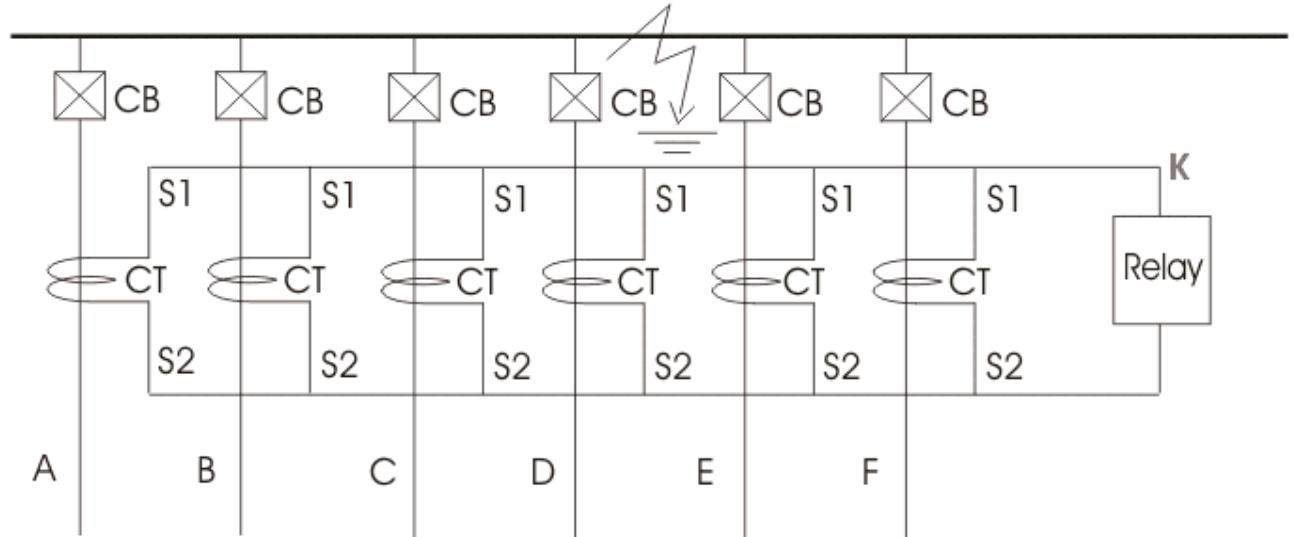 CB CB CB CB CB CB
K
S1 S1 S1 S1 S1 S1
CT CT CT CT CT CT Relay
S2 S2 S2 S2 S2 S2
A B C D E F